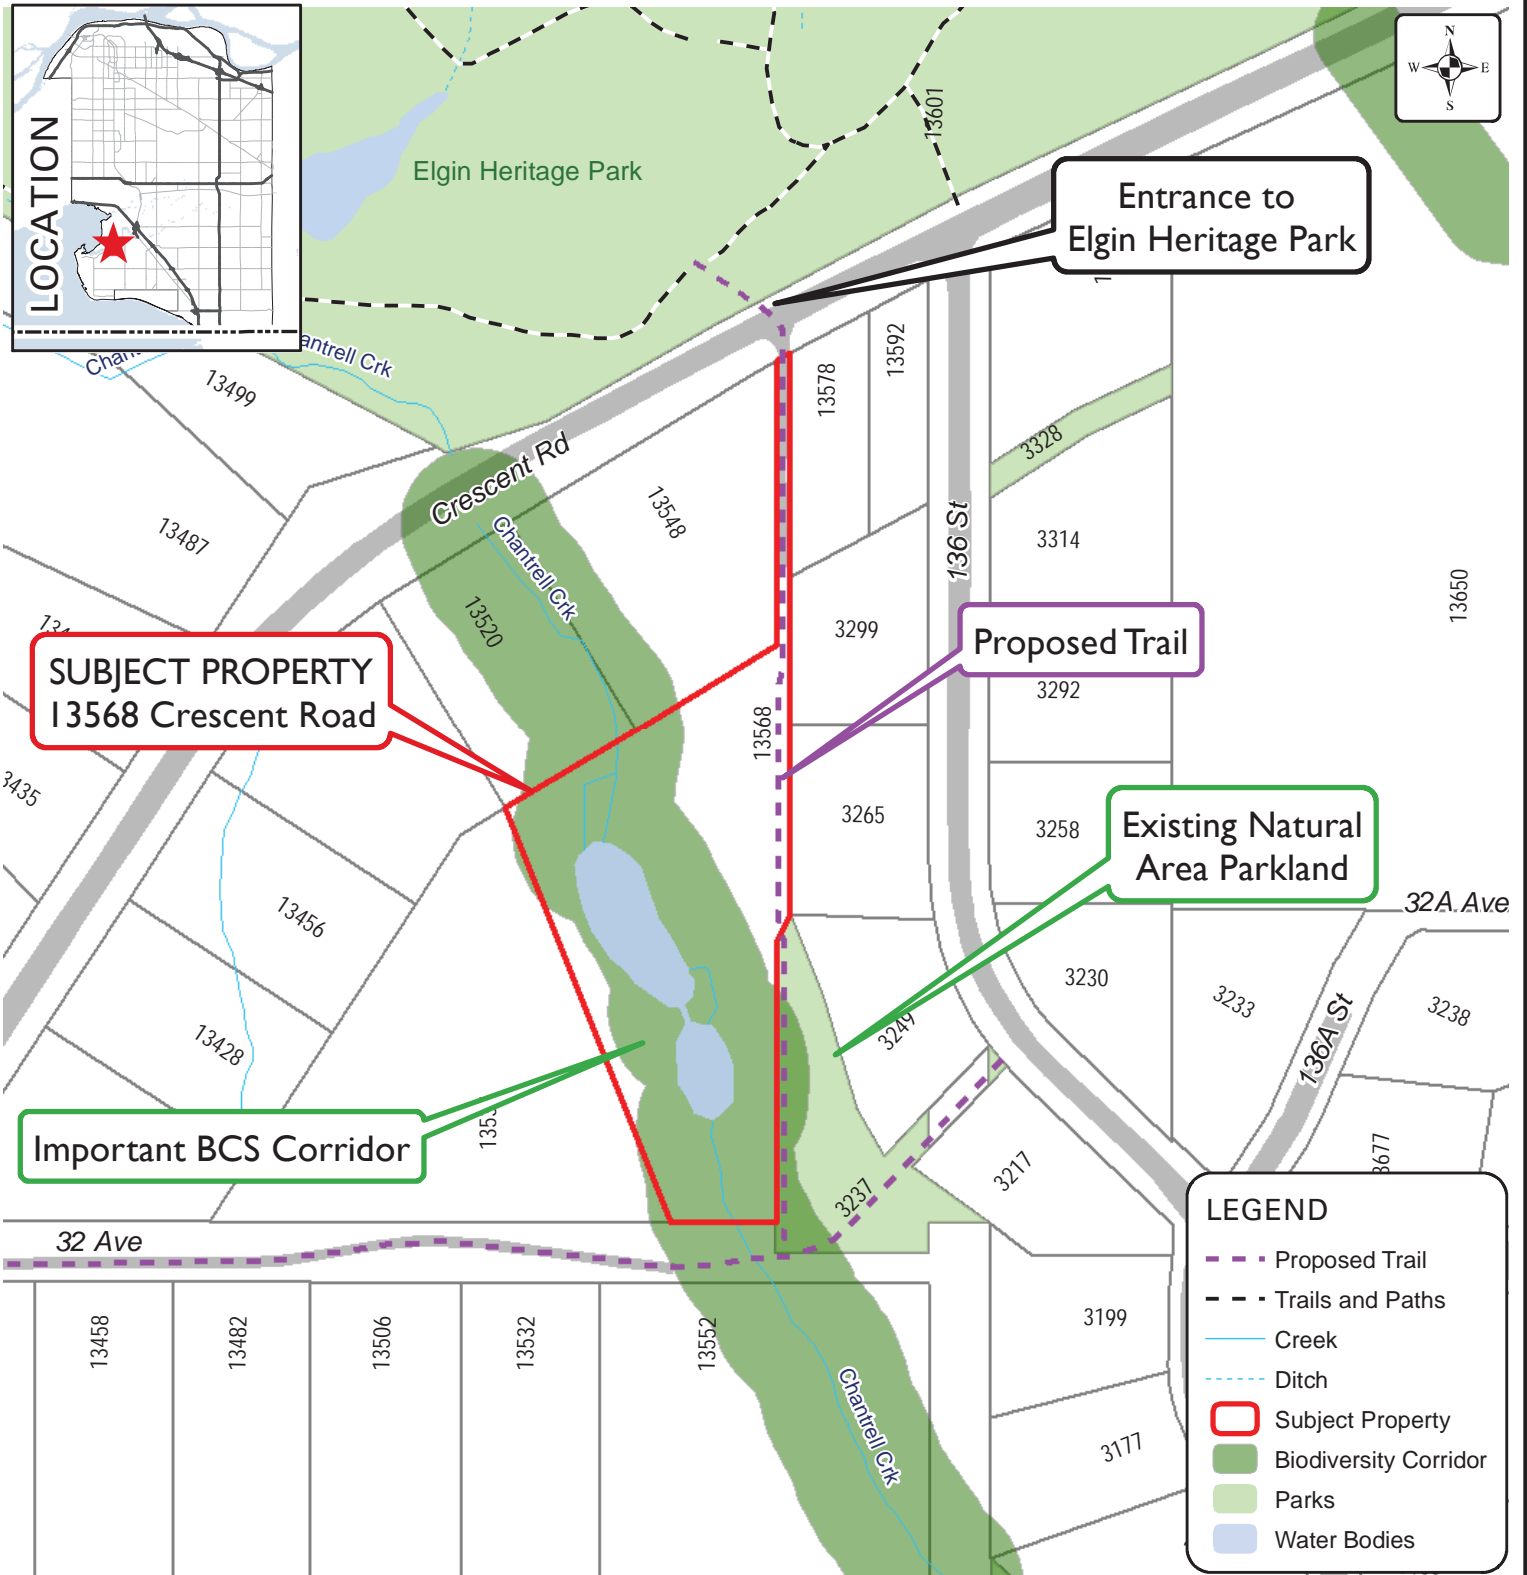 LOCATION
N
W E
S
Elgin Heritage Park
13601
Entrance to
Elgin Heritage Park
antrell Crk
13499
13592
13578
3328
Crescent Rd
13548
13487
Chantrell Crk
136 St
3314
13650
13520
3299
Proposed Trail
SUBJECT PROPERTY
13568 Crescent Road
3292
13568
3435
3265
3258
Existing Natural
Area Parkland
32A Ave
13456
3230
3233
3238
13428
3249
136A St
Important BCS Corridor
3677
3217
3237
32 Ave
13458
13482
13506
13532
13552
3199
Chantrell Crk
3177
LEGEND
Proposed Trail
Trails and Paths
Creek
Ditch
Subject Property
Biodiversity Corridor
Parks
Water Bodies